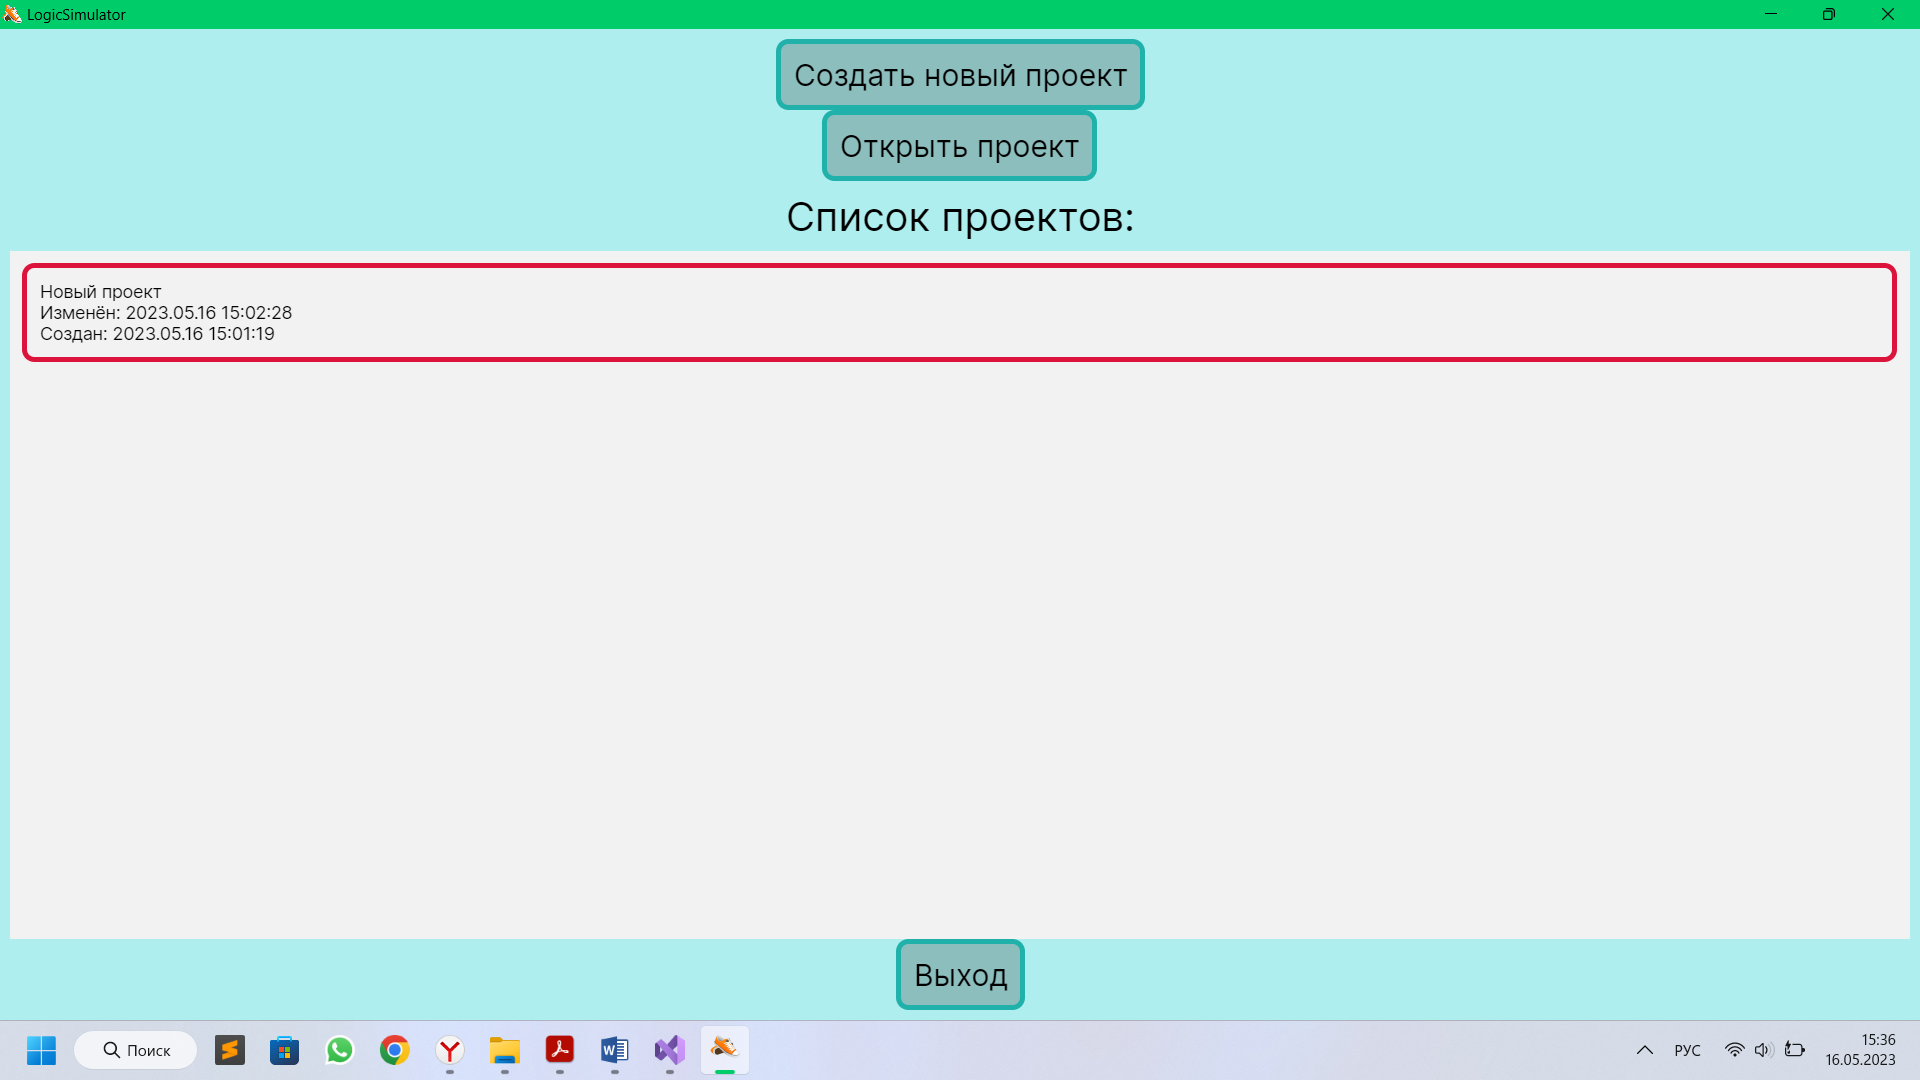 LogicSimulator
Создать новый проект
Открыть проект
Список проектов:
Новый проект
Изменён: 2023.05.16 15:02:28
Создан: 2023.05.16 15:01:19
Выход
Поиск
РУС
15:36
16.05.2023